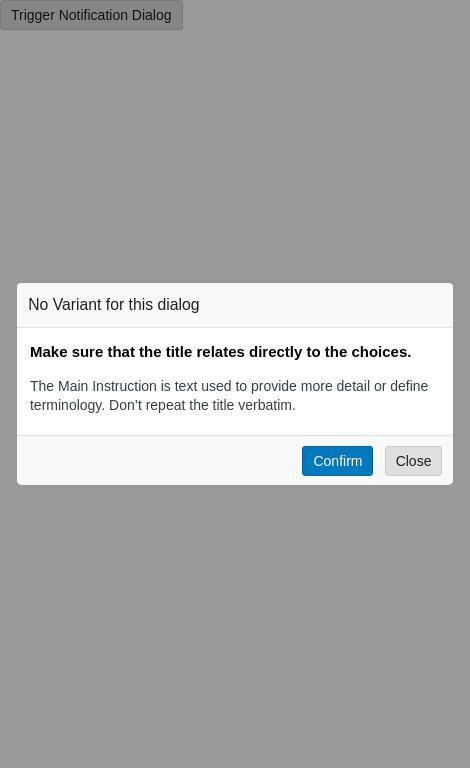 Trigger Notification Dialog
No Variant for this dialog
Make sure that the title relates directly to the choices.
The Main Instruction is text used to provide more detail or define
terminology. Don’t repeat the title verbatim.
Confirm Close